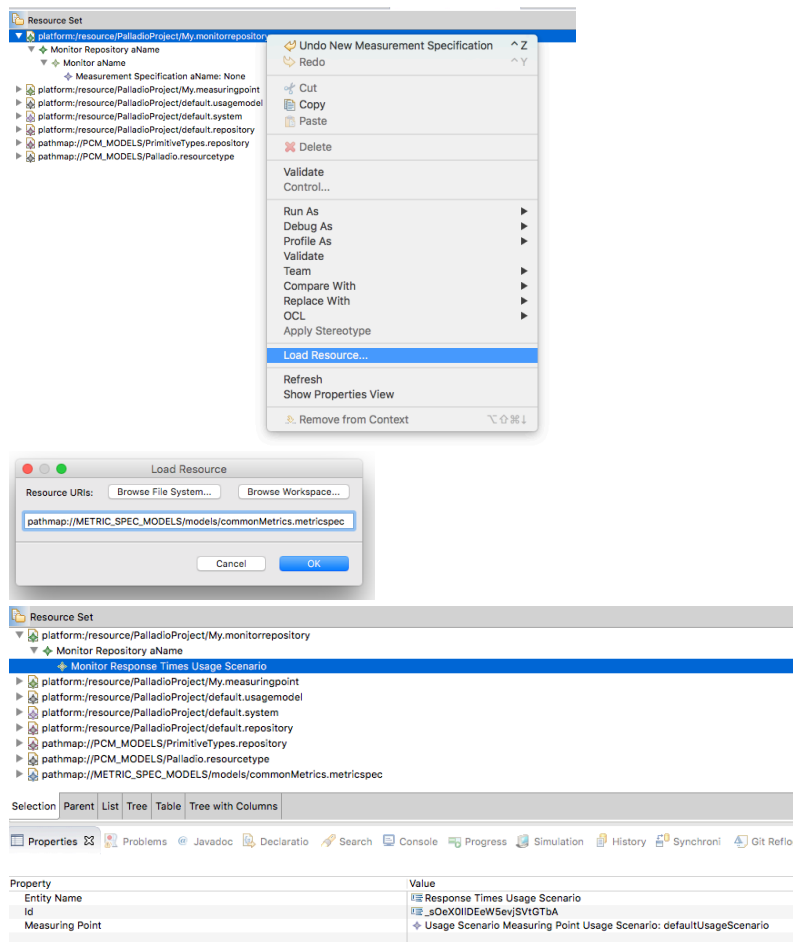 Resource Set
platform:/resource/PalladioProject/My.monitorrepository
Monitor Repository aName
Monitor aName
Measurement Specification aName: None
platform:/resource/PalladioProject/My.measuringpoint
platform:/resource/PalladioProject/default.usagemodel
platform:/resource/PalladioProject/default.system
platform:/resource/PalladioProject/default.repository
pathmap://PCM_MODELS/PrimitiveTypes.repository
pathmap://PCM_MODELS/Palladio.resourcetype
Undo New Measurement Specification ^Z
Redo ^Y
Cut
Copy
Paste
Delete
Validate
Control...
Run As
Debug As
Profile As
Validate
Team
Compare With
Replace With
OCL
Apply Stereotype
Load Resource...
Refresh
Show Properties View
Remove from Context ⌥⇧⌘↓
Load Resource
Resource URIs: Browse File System... Browse Workspace...
pathmap://METRIC_SPEC_MODELS/models/commonMetrics.metricspec
Cancel OK
Resource Set
platform:/resource/PalladioProject/My.monitorrepository
Monitor Repository aName
Monitor Response Times Usage Scenario
platform:/resource/PalladioProject/My.measuringpoint
platform:/resource/PalladioProject/default.usagemodel
platform:/resource/PalladioProject/default.system
platform:/resource/PalladioProject/default.repository
pathmap://PCM_MODELS/PrimitiveTypes.repository
pathmap://PCM_MODELS/Palladio.resourcetype
pathmap://METRIC_SPEC_MODELS/models/commonMetrics.metricspec
Selection Parent List Tree Table Tree with Columns
Properties Problems @ Javadoc Declaratio Search Console Progress Simulation History Synchroni Git Reflo
Property Value
Entity Name Response Times Usage Scenario
Id _sOeX0IIDEeW5evjSVtGTbA
Measuring Point Usage Scenario Measuring Point Usage Scenario: defaultUsageScenario